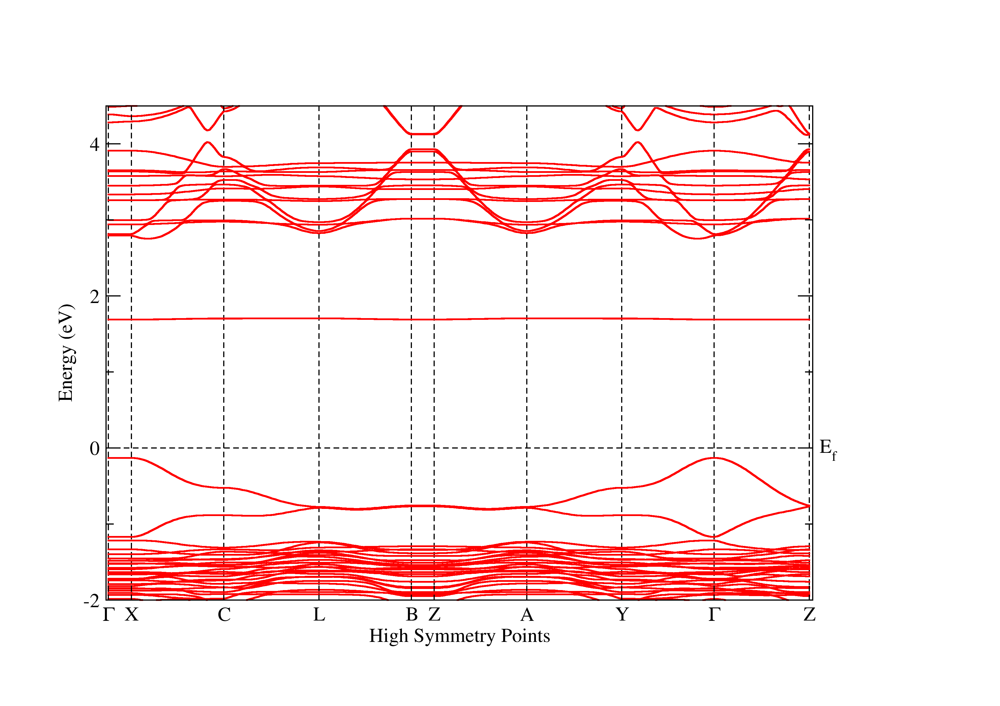 4
2
0
-2
Energy (eV)
E_f
Γ X C L B Z A Y Γ Z
High Symmetry Points